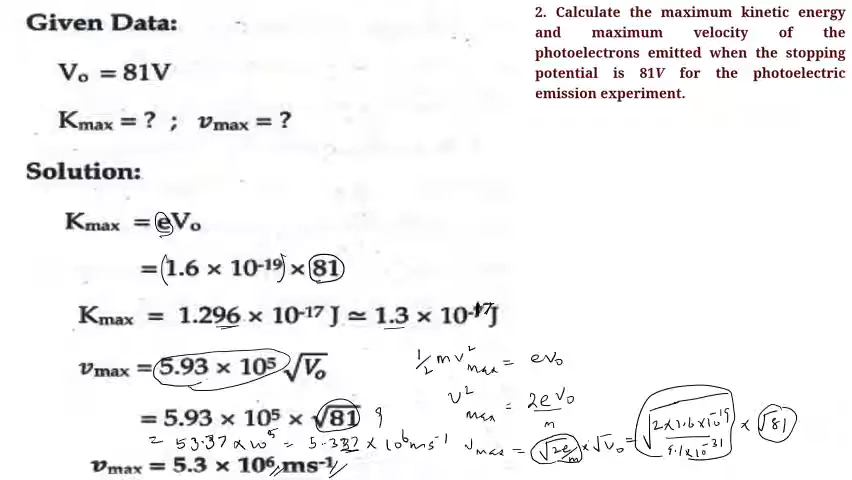 Given Data:
V₀ = 81V
Kmax = ? ; vmax = ?
Solution:
Kmax = eV₀
= (1.6 × 10⁻¹⁹) × 81
Kmax = 1.296 × 10⁻¹⁷ J ≃ 1.3 × 10⁻¹⁷J
vmax = 5.93 × 10⁵ √V₀
= 5.93 × 10⁵ × √81 9
= 53.37 × 10⁵ = 5.337 × 10⁶ ms⁻¹
vmax = 5.3 × 10⁶ ms⁻¹
2. Calculate the maximum kinetic energy
and maximum velocity of the
photoelectrons emitted when the stopping
potential is 81V for the photoelectric
emission experiment.
½ mv²max = eV₀
v²max = 2eV₀/m
vmax = √2e/m × √V₀ = √(2×1.6×10⁻¹⁹/9.1×10⁻³¹) × √81